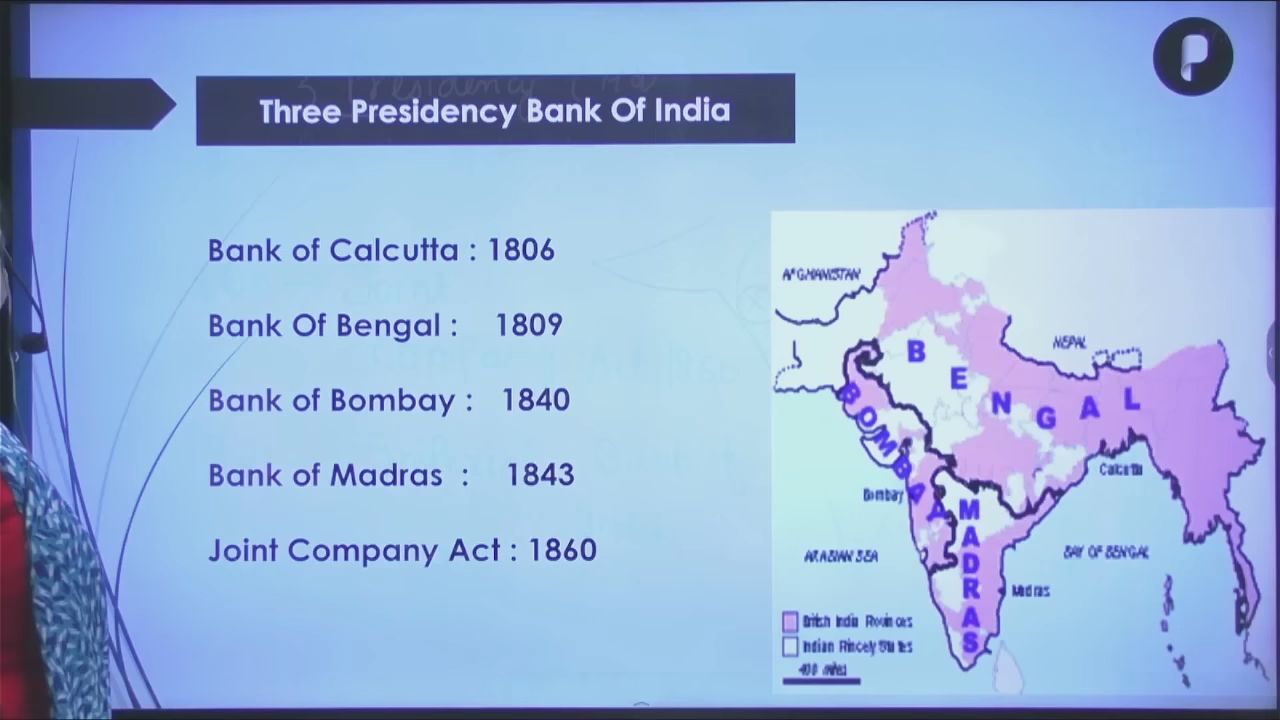 Three Presidency Bank Of India
Bank of Calcutta : 1806
Bank Of Bengal : 1809
Bank of Bombay : 1840
Bank of Madras : 1843
Joint Company Act : 1860
AFGHANISTAN
NEPAL
BENGAL
BOMBAY
Calcutta
Bombay
MADRAS
ARABIAN SEA
BAY OF BENGAL
Madras
British India Provinces
Indian Princely States
400 miles
P